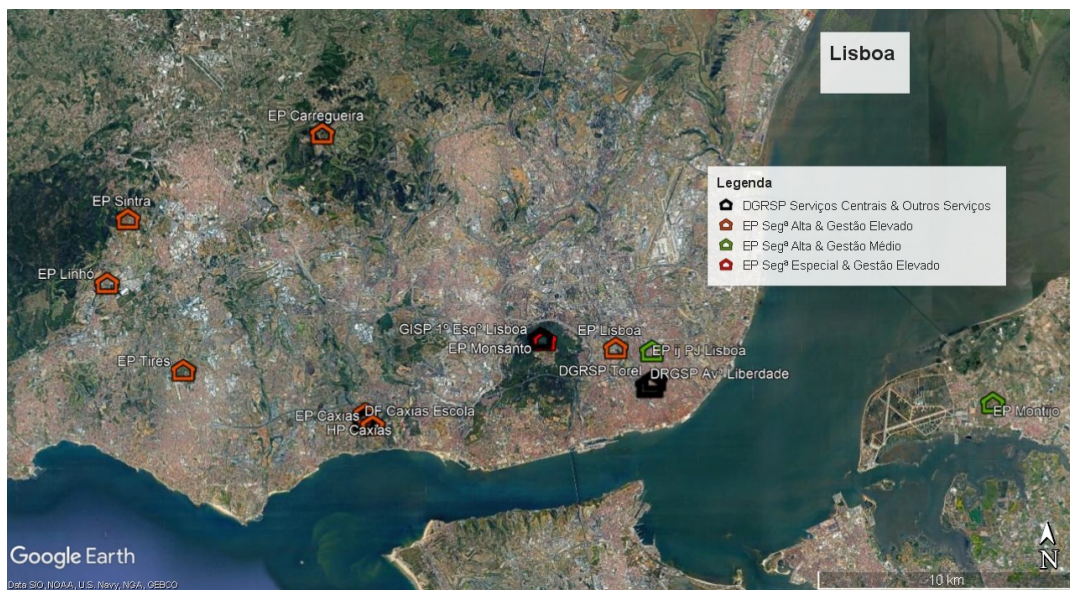 Lisboa
EP Carregueira
Legenda
DGRSP Serviços Centrais & Outros Serviços
EP Segª Alta & Gestão Elevado
EP Segª Alta & Gestão Médio
EP Segª Especial & Gestão Elevado
EP Sintra
EP Linhó
GISP 1º Esqº Lisboa
EP Lisboa
EP Monsanto
EP ij PJ Lisboa
EP Tires
DGRSP Torel
DRGSP Avª Liberdade
EP Caxias
DF Caxias Escola
HP Caxias
EP Montijo
N
Google Earth
10 km
Data SIO, NOAA, U.S. Navy, NGA, GEBCO